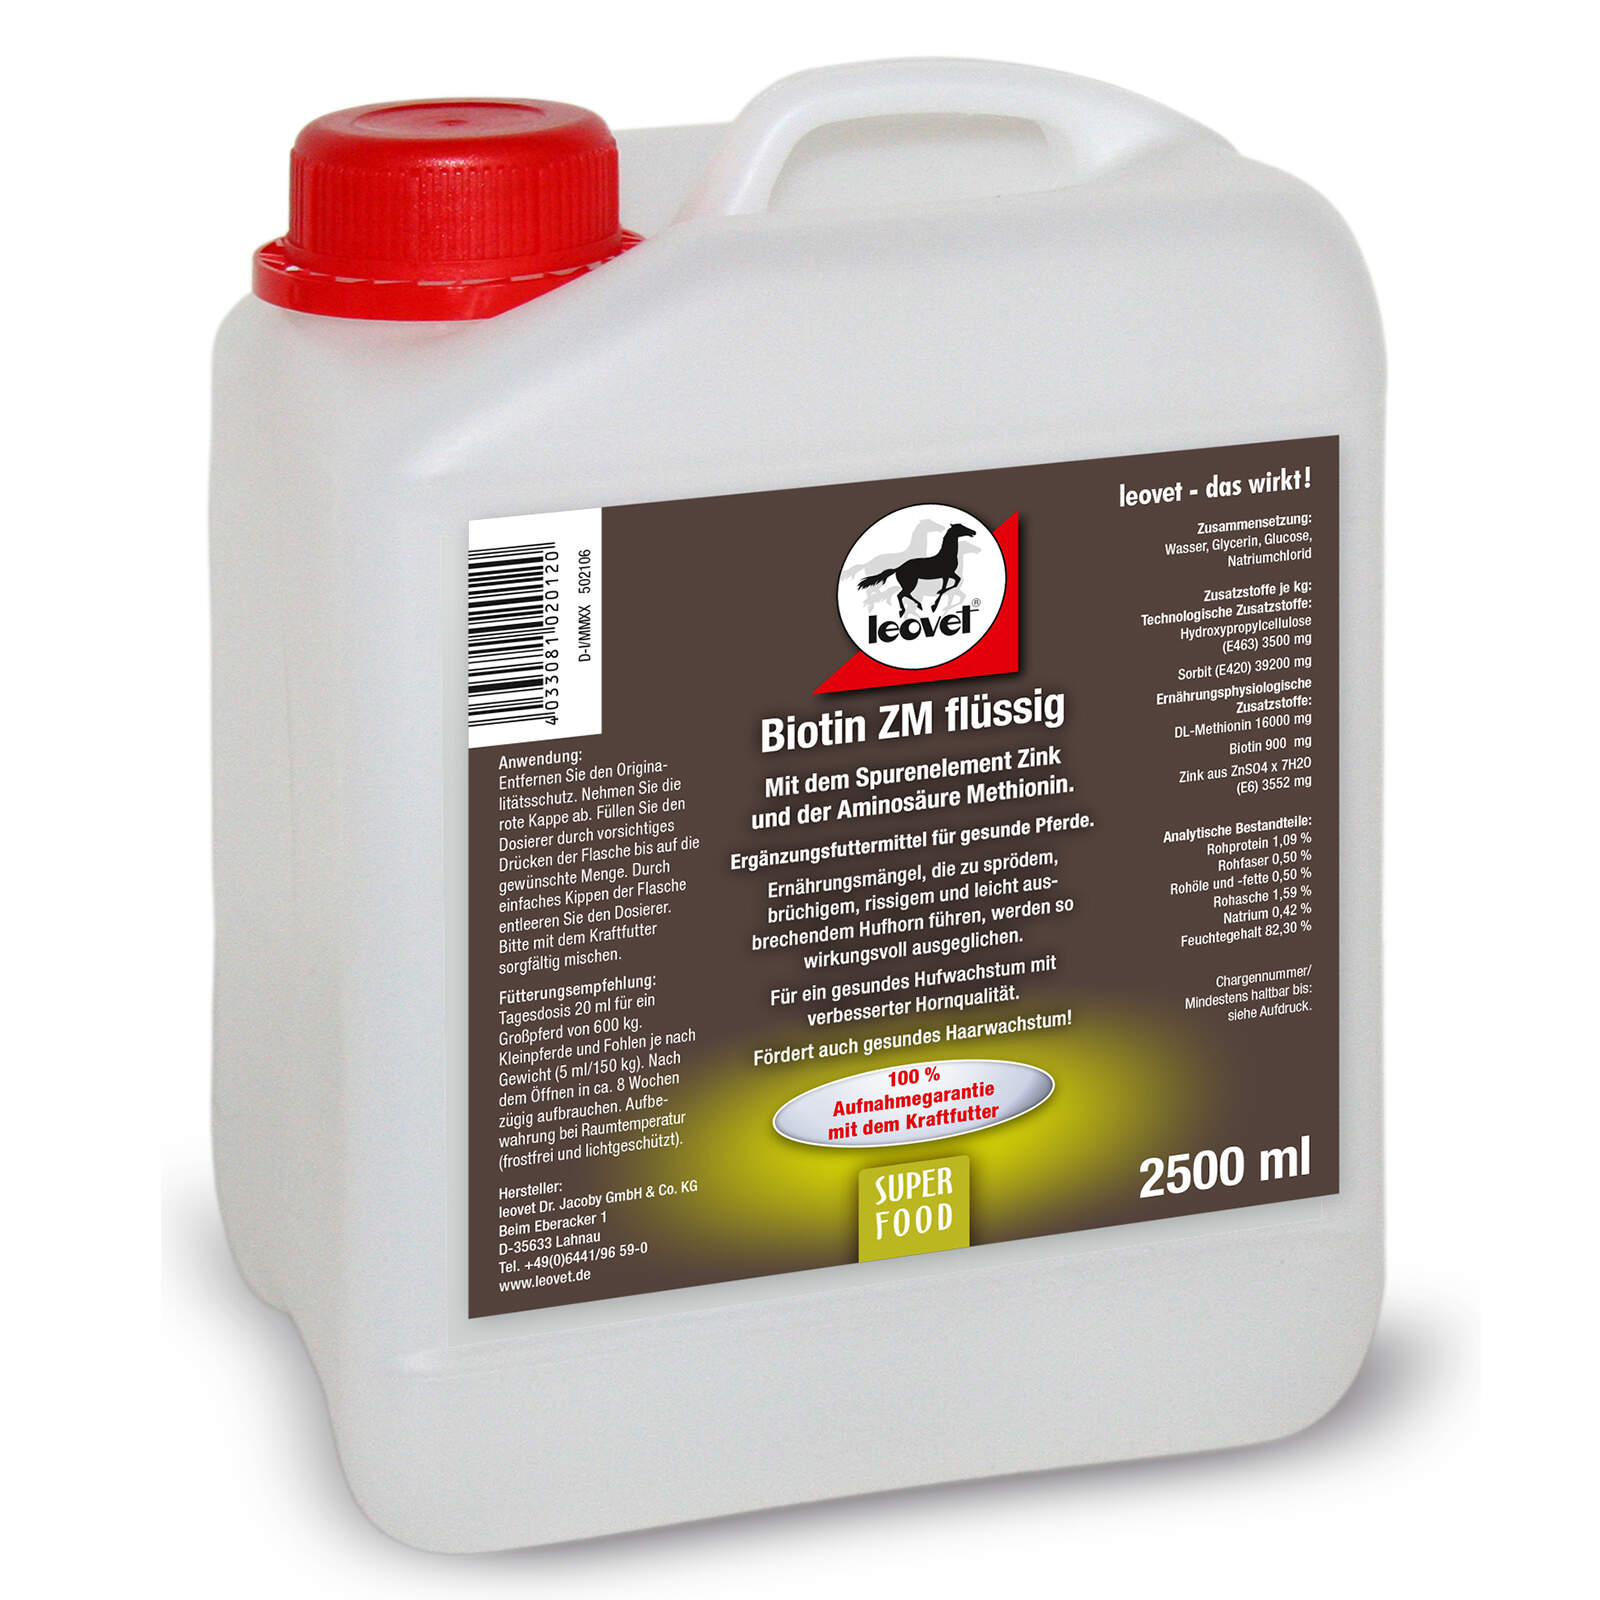 4 033081 020120
D-I/MMXX 502106
Anwendung:
Entfernen Sie den Origina-
litätsschutz. Nehmen Sie die
rote Kappe ab. Füllen Sie den
Dosierer durch vorsichtiges
Drücken der Flasche bis auf die
gewünschte Menge. Durch
einfaches Kippen der Flasche
entleeren Sie den Dosierer.
Bitte mit dem Kraftfutter
sorgfältig mischen.
Fütterungsempfehlung:
Tagesdosis 20 ml für ein
Großpferd von 600 kg.
Kleinpferde und Fohlen je nach
Gewicht (5 ml/150 kg). Nach
dem Öffnen in ca. 8 Wochen
zügig aufbrauchen. Aufbe-
wahrung bei Raumtemperatur
(frostfrei und lichtgeschützt).
Hersteller:
leovet Dr. Jacoby GmbH & Co. KG
Beim Eberacker 1
D-35633 Lahnau
Tel. +49(0)6441/96 59-0
www.leovet.de
leovet®
Biotin ZM flüssig
Mit dem Spurenelement Zink
und der Aminosäure Methionin.
Ergänzungsfuttermittel für gesunde Pferde.
Ernährungsmängel, die zu sprödem,
brüchigem, rissigem und leicht aus-
brechendem Hufhorn führen, werden so
wirkungsvoll ausgeglichen.
Für ein gesundes Hufwachstum mit
verbesserter Hornqualität.
Fördert auch gesundes Haarwachstum!
100 %
Aufnahmegarantie
mit dem Kraftfutter
SUPER
FOOD
leovet - das wirkt!
Zusammensetzung:
Wasser, Glycerin, Glucose,
Natriumchlorid
Zusatzstoffe je kg:
Technologische Zusatzstoffe:
Hydroxypropylcellulose
(E463) 3500 mg
Sorbit (E420) 39200 mg
Ernährungsphysiologische
Zusatzstoffe:
DL-Methionin 16000 mg
Biotin 900 mg
Zink aus ZnSO4 x 7H2O
(E6) 3552 mg
Analytische Bestandteile:
Rohprotein 1,09 %
Rohfaser 0,50 %
Rohöle und -fette 0,50 %
Rohasche 1,59 %
Natrium 0,42 %
Feuchtegehalt 82,30 %
Chargennummer/
Mindestens haltbar bis:
siehe Aufdruck.
2500 ml